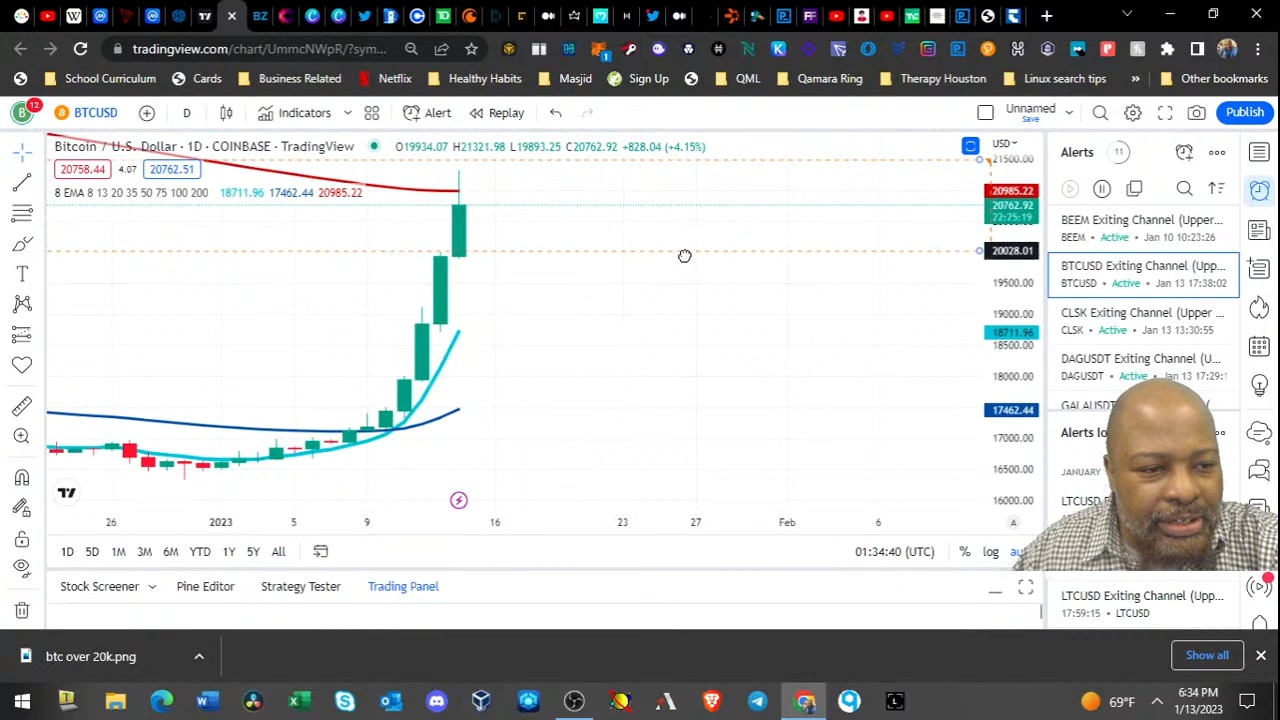 tradingview.com/chart/UmmcNWpR/?sym...
School Curriculum
Cards
Business Related
Netflix
Healthy Habits
Masjid
Sign Up
QML
Qamara Ring
Therapy Houston
Linux search tips
»
Other bookmarks
B 12 BTCUSD D Indicators Alert Replay Unnamed Save Publish
Bitcoin / U.S. Dollar · 1D · COINBASE · TradingView O19934.07 H21321.98 L19893.25 C20762.92 +828.04 (+4.15%)
20758.44 4.07 20762.51
8 EMA 8 13 20 35 50 75 100 200 18711.96 17462.44 20985.22
USD
21500.00
20985.22
20762.92
22:25:19
20028.01
19500.00
19000.00
18711.96
18500.00
18000.00
17462.44
17000.00
16500.00
16000.00
26 2023 5 9 16 23 27 Feb 6 A
1D 5D 1M 3M 6M YTD 1Y 5Y All 01:34:40 (UTC) % log
Stock Screener Pine Editor Strategy Tester Trading Panel
Alerts 11
BEEM Exiting Channel (Upper...
BEEM • Active • Jan 10 10:23:26
BTCUSD Exiting Channel (Upp...
BTCUSD • Active • Jan 13 17:38:02
CLSK Exiting Channel (Upper ...
CLSK • Active • Jan 13 13:30:55
DAGUSDT Exiting Channel (U...
DAGUSDT • Active • Jan 13 17:29:1
Alerts
JANUARY
LTCUSD
LTCUSD Exiting Channel (Upp...
17:59:15 • LTCUSD
btc over 20k.png
Show all
69°F
6:34 PM
1/13/2023